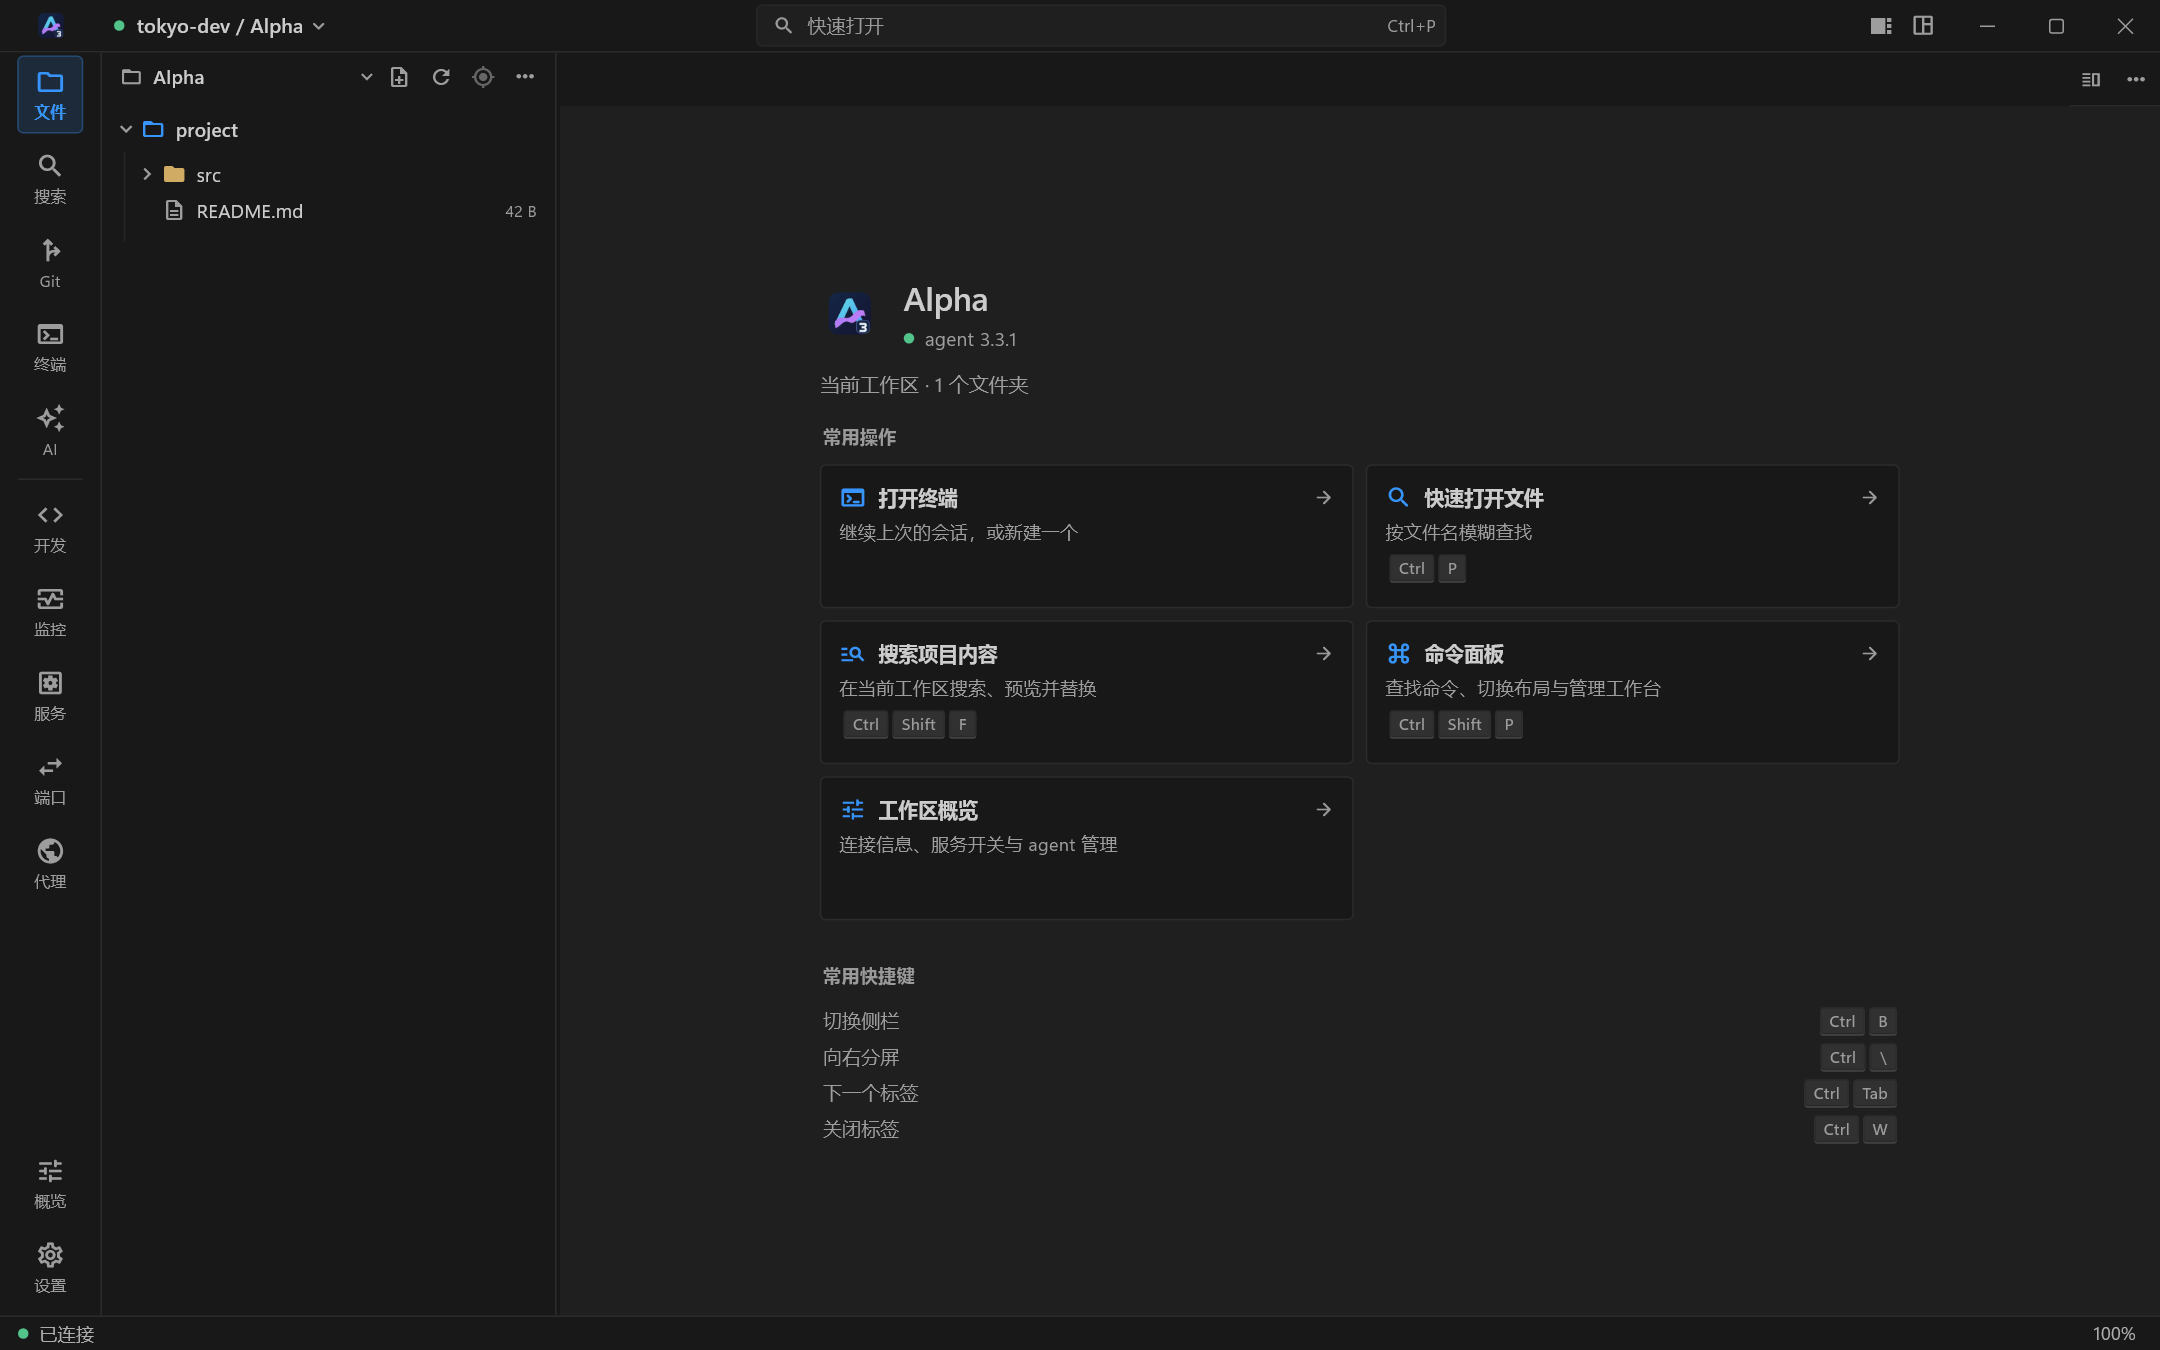 tokyo-dev / Alpha
快速打开 Ctrl+P
文件
搜索
Git
终端
AI
开发
监控
服务
端口
代理
概览
设置
Alpha
project
src
README.md 42 B
Alpha
agent 3.3.1
当前工作区 · 1 个文件夹
常用操作
打开终端
继续上次的会话，或新建一个
快速打开文件
按文件名模糊查找
Ctrl P
搜索项目内容
在当前工作区搜索、预览并替换
Ctrl Shift F
命令面板
查找命令、切换布局与管理工作台
Ctrl Shift P
工作区概览
连接信息、服务开关与 agent 管理
常用快捷键
切换侧栏 Ctrl B
向右分屏 Ctrl \
下一个标签 Ctrl Tab
关闭标签 Ctrl W
已连接
100%